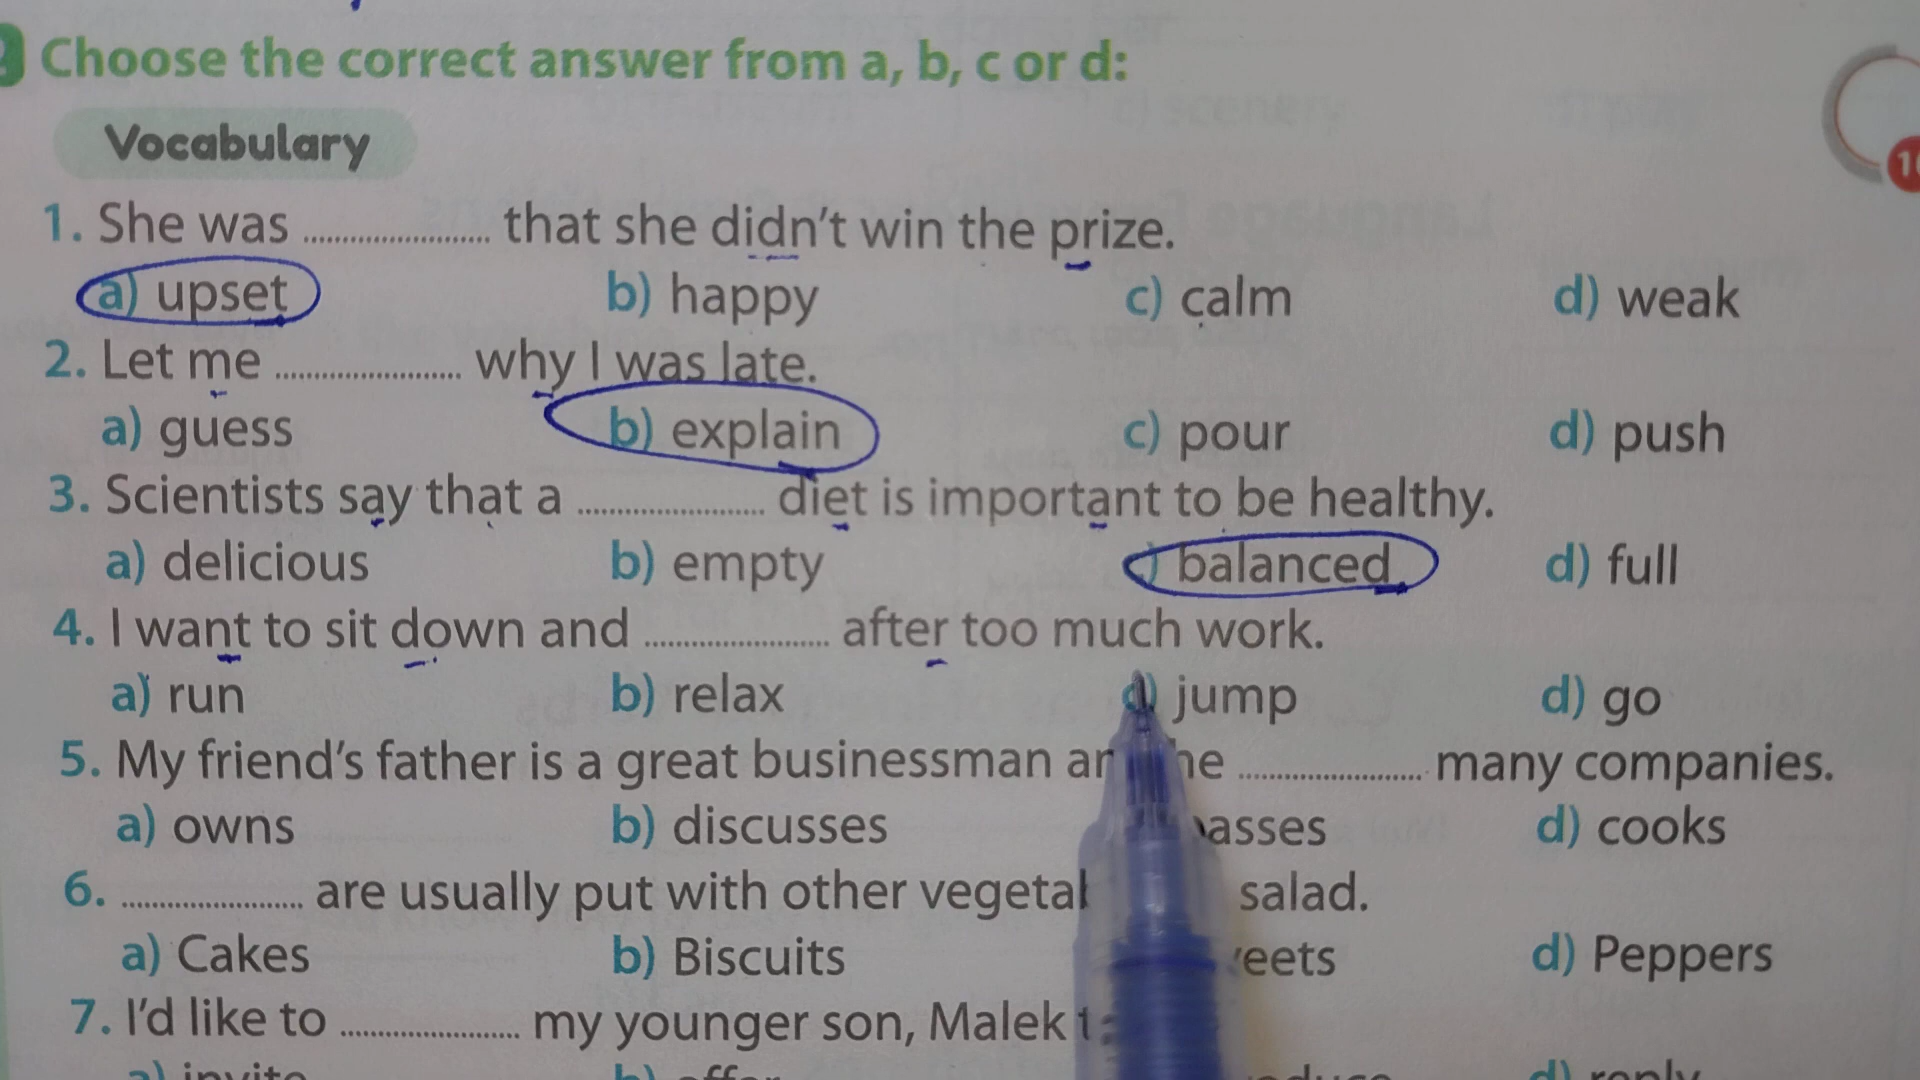 Choose the correct answer from a, b, c or d:
Vocabulary
1. She was ........................ that she didn't win the prize.
a) upset b) happy c) calm d) weak
2. Let me ........................ why I was late.
a) guess b) explain c) pour d) push
3. Scientists say that a ........................ diet is important to be healthy.
a) delicious b) empty balanced d) full
4. I want to sit down and ........................ after too much work.
a) run b) relax c) jump d) go
5. My friend's father is a great businessman ........................ many companies.
a) owns b) discusses d) cooks
6. ........................ are usually put with other salad.
a) Cakes b) Biscuits d) Peppers
7. I'd like to ........................ my younger son, Malek
a) invite b) offer d) reply